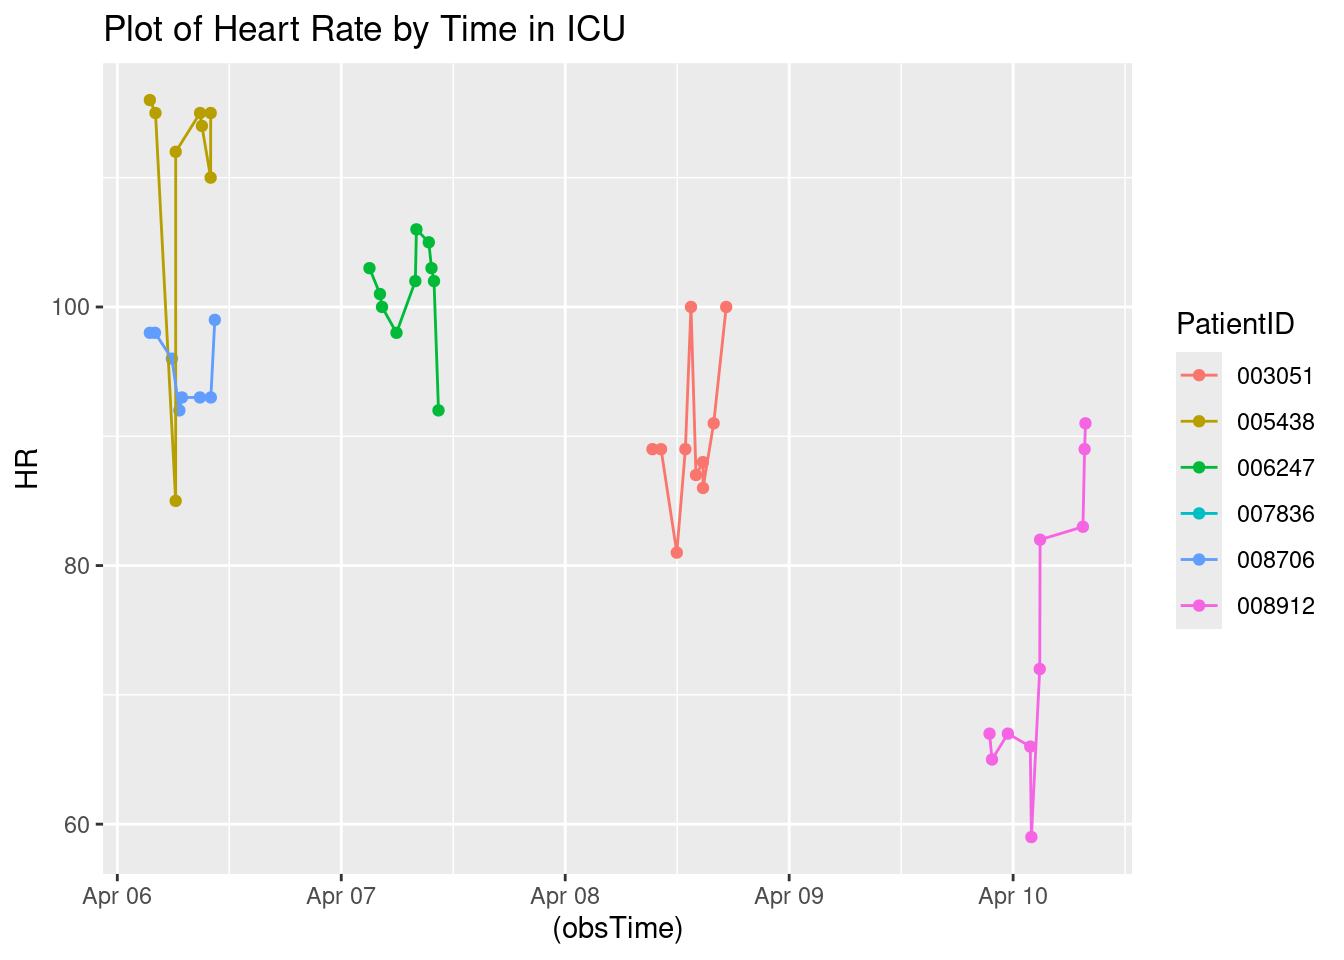 Plot of Heart Rate by Time in ICU
HR
100
80
60
Apr 06
Apr 07
Apr 08
Apr 09
Apr 10
(obsTime)
PatientID
003051
005438
006247
007836
008706
008912